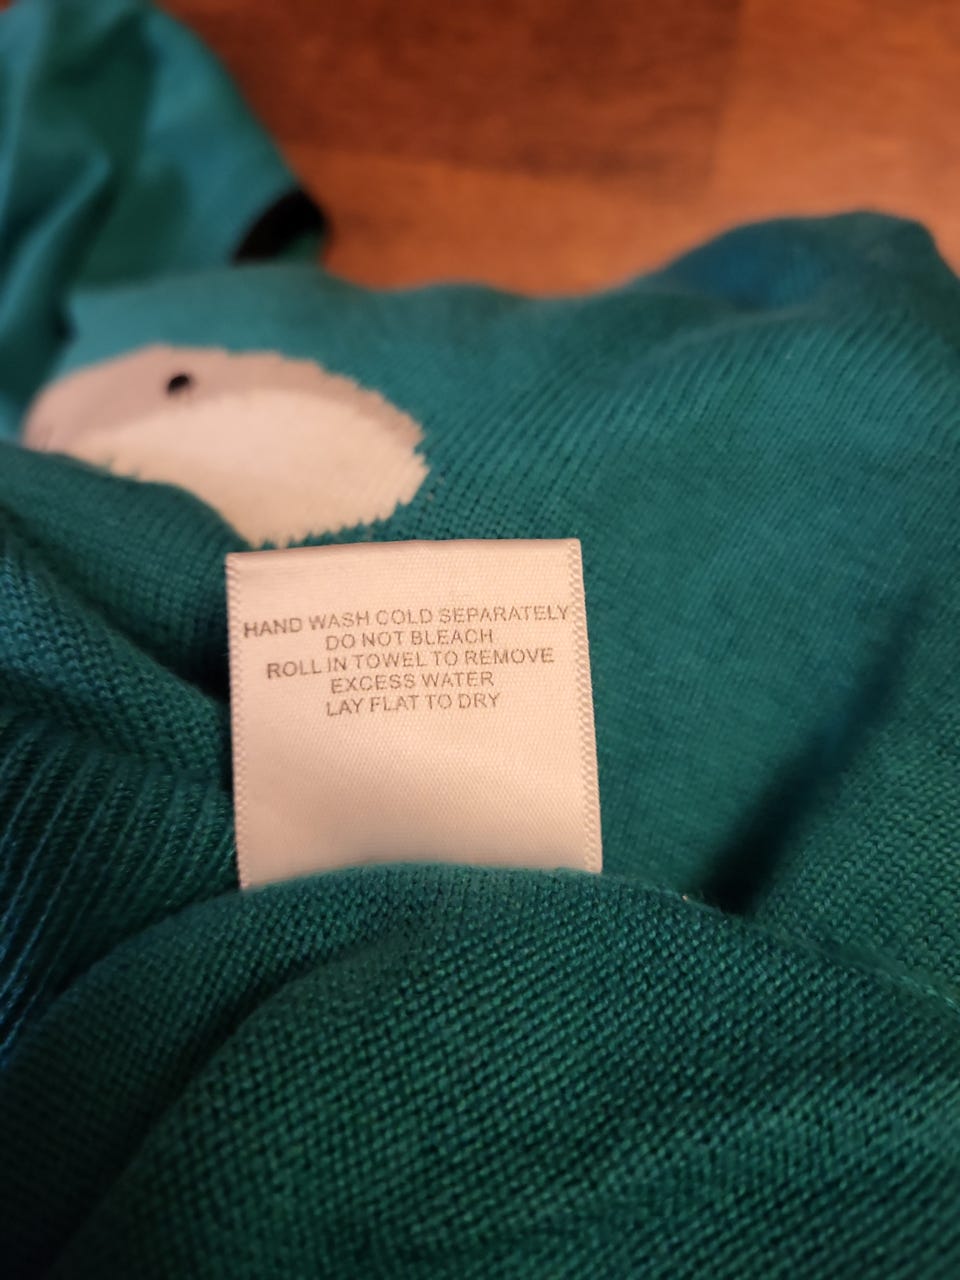 HAND WASH COLD SEPARATELY
DO NOT BLEACH
ROLL IN TOWEL TO REMOVE
EXCESS WATER
LAY FLAT TO DRY